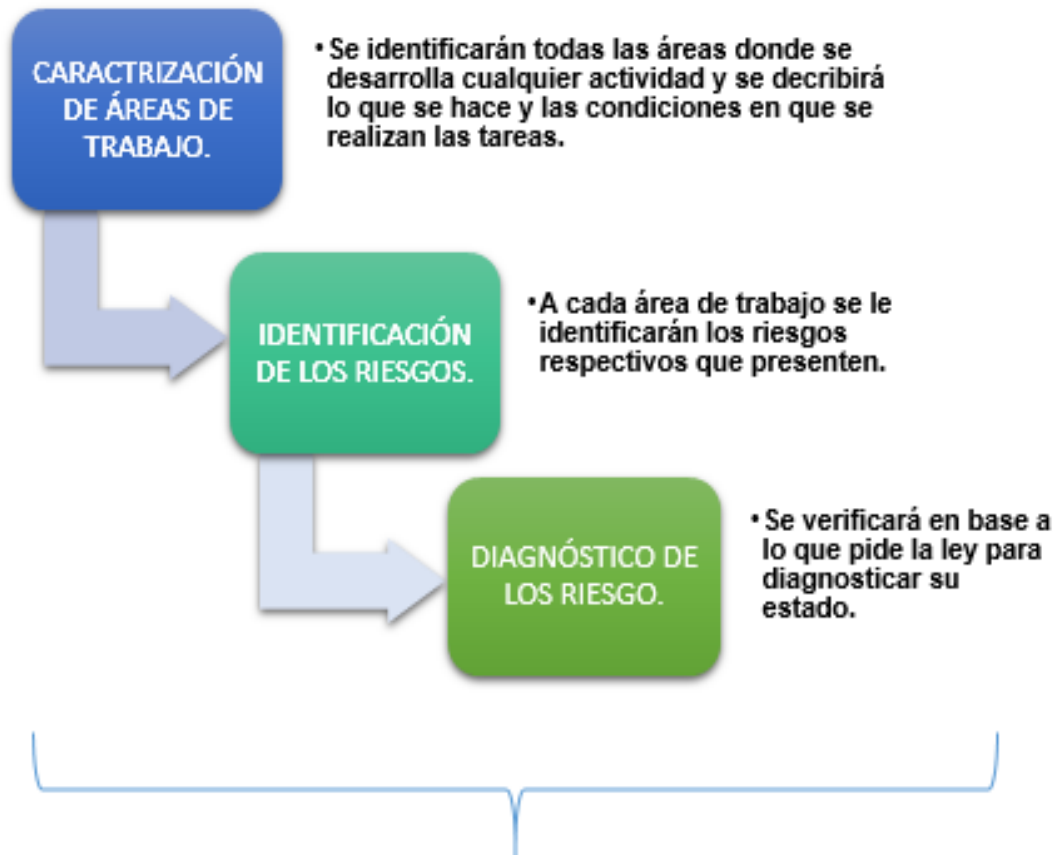 CARACTRIZACIÓN
DE ÁREAS DE
TRABAJO.
• Se identificarán todas las áreas donde se
desarrolla cualquier actividad y se decribirá
lo que se hace y las condiciones en que se
realizan las tareas.
IDENTIFICACIÓN
DE LOS RIESGOS.
•A cada área de trabajo se le
identificarán los riesgos
respectivos que presenten.
DIAGNÓSTICO DE
LOS RIESGO.
•Se verificará en base a
lo que pide la ley para
diagnosticar su
estado.